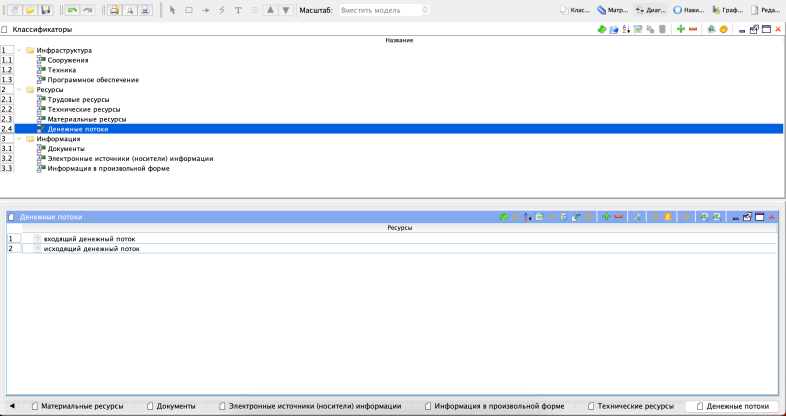 Масштаб: Вместить модель Клас... Матр... Диаг... Нави... Граф... Реда...
Классификаторы
Название
1 Инфраструктура
1.1 Сооружения
1.2 Техника
1.3 Программное обеспечение
2 Ресурсы
2.1 Трудовые ресурсы
2.2 Технические ресурсы
2.3 Материальные ресурсы
2.4 Денежные потоки
3 Информация
3.1 Документы
3.2 Электронные источники (носители) информации
3.3 Информация в произвольной форме
Денежные потоки
Ресурсы
1 входящий денежный поток
2 исходящий денежный поток
Материальные ресурсы Документы Электронные источники (носители) информации Информация в произвольной форме Технические ресурсы Денежные потоки